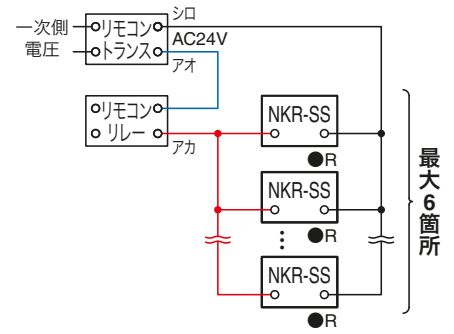 一次側
電圧
リモコン
トランス
シロ
AC24V
アオ
リモコン
リレー
アカ
NKR-SS
●R
NKR-SS
●R
⋮
NKR-SS
●R
最大6箇所